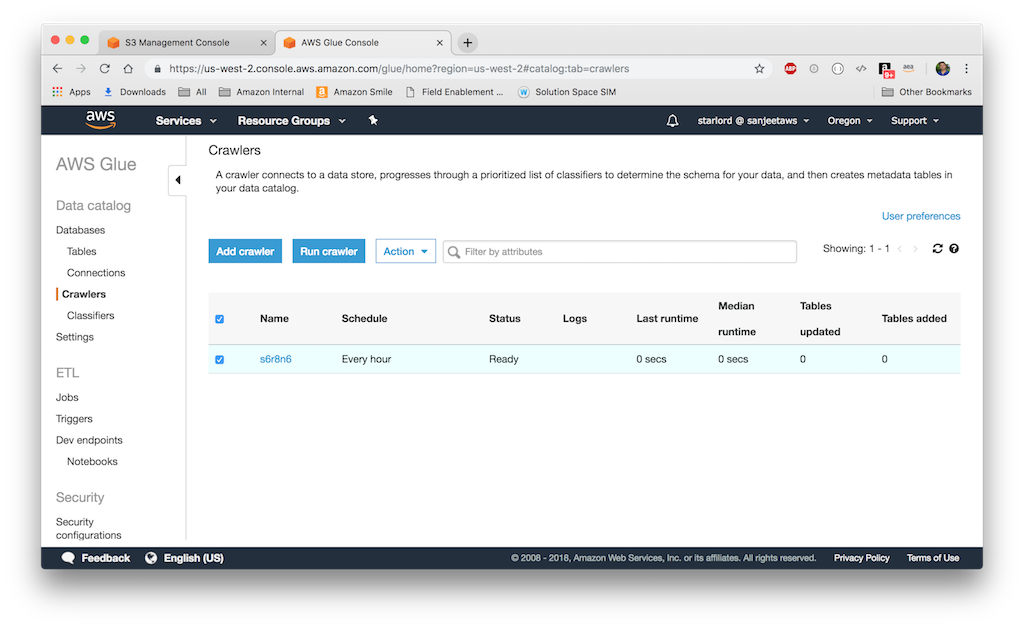 S3 Management Console
AWS Glue Console
https://us-west-2.console.aws.amazon.com/glue/home?region=us-west-2#catalog:tab=crawlers
ABP
a
9+
Apps
Downloads
All
Amazon Internal
Amazon Smile
Field Enablement ...
Solution Space SIM
Other Bookmarks
aws
Services
Resource Groups
starlord @ sanjeetaws
Oregon
Support
AWS Glue
Data catalog
Databases
Tables
Connections
Crawlers
Classifiers
Settings
ETL
Jobs
Triggers
Dev endpoints
Notebooks
Security
Security
configurations
Crawlers
A crawler connects to a data store, progresses through a prioritized list of classifiers to determine the schema for your data, and then creates metadata tables in
your data catalog.
User preferences
Add crawler
Run crawler
Action
Filter by attributes
Showing: 1 - 1
Name
Schedule
Status
Logs
Last runtime
Median
runtime
Tables
updated
Tables added
s6r8n6
Every hour
Ready
0 secs
0 secs
0
0
Feedback
English (US)
© 2008 - 2018, Amazon Web Services, Inc. or its affiliates. All rights reserved.
Privacy Policy
Terms of Use